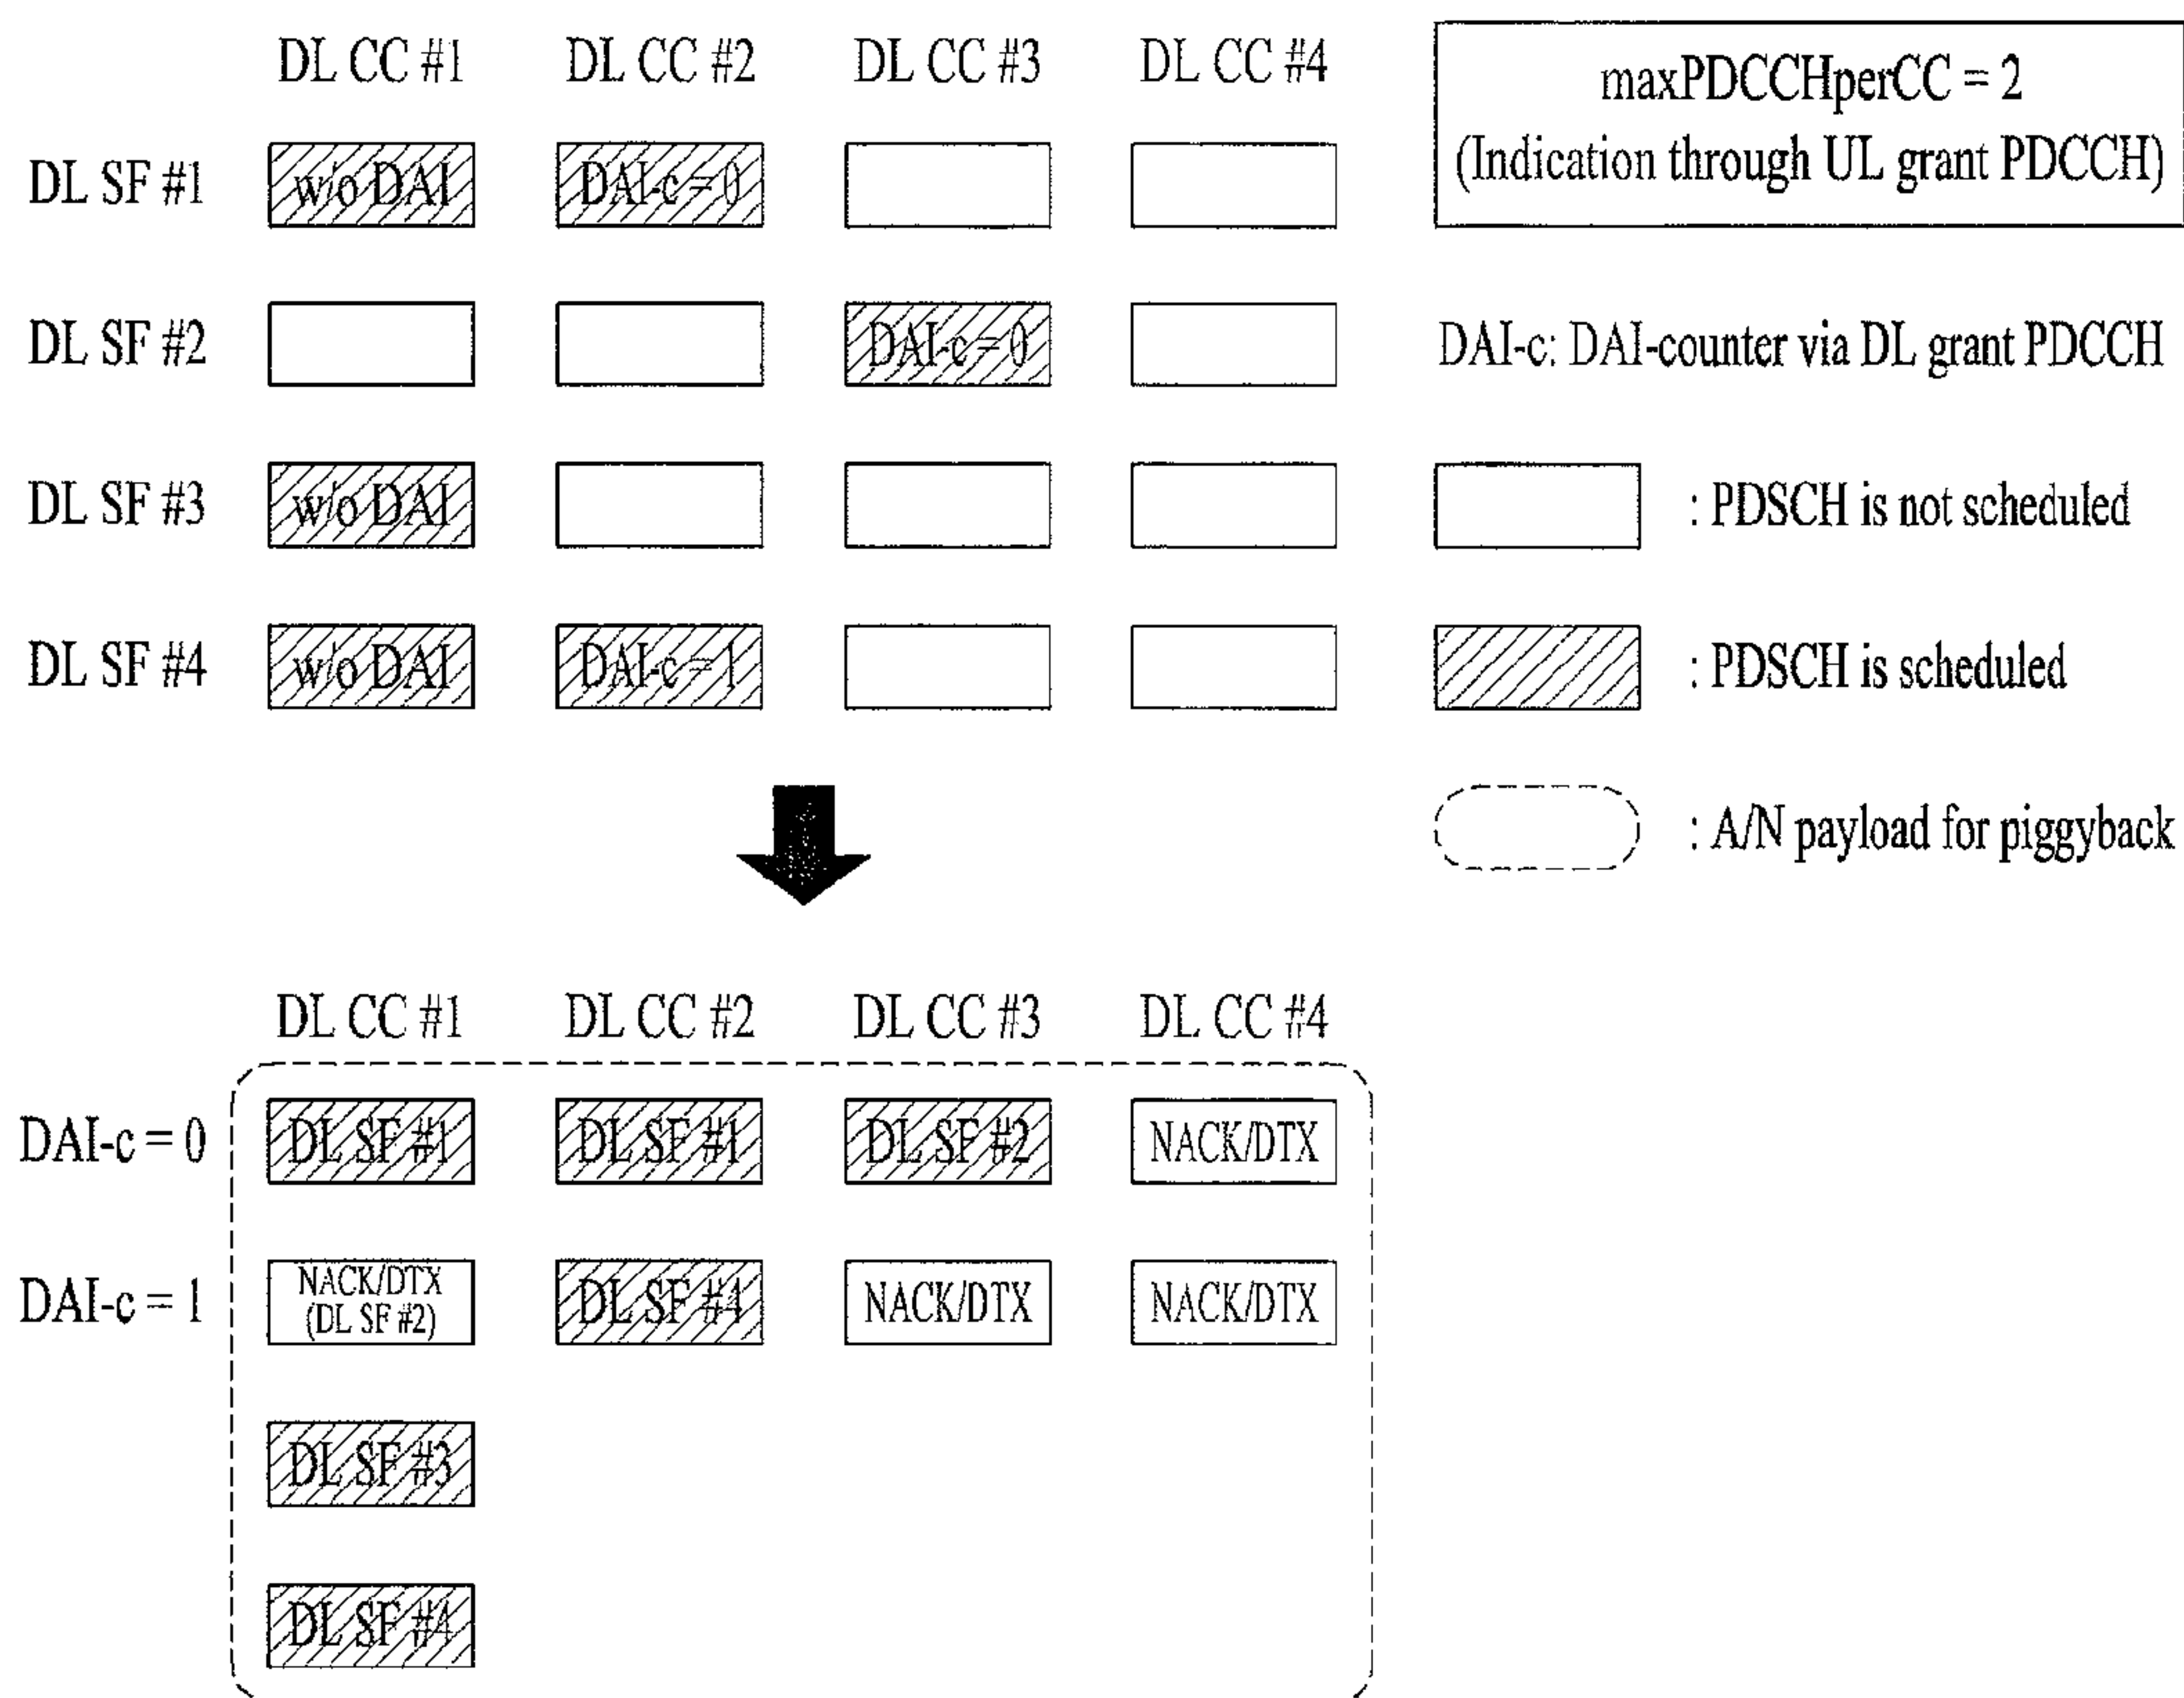 DL CC #1 DL CC #2 DL CC #3 DL CC #4
maxPDCCHperCC = 2
(Indication through UL grant PDCCH)
DL SF #1 w/o DAI DAI-c = 0
DL SF #2 DAI-c = 0
DAI-c: DAI-counter via DL grant PDCCH
DL SF #3 w/o DAI
: PDSCH is not scheduled
DL SF #4 w/o DAI DAI-c = 1
: PDSCH is scheduled
: A/N payload for piggyback
DL CC #1 DL CC #2 DL CC #3 DL CC #4
DAI-c = 0 DL SF #1 DL SF #1 DL SF #2 NACK/DTX
DAI-c = 1 NACK/DTX
(DL SF #2) DL SF #4 NACK/DTX NACK/DTX
DL SF #3
DL SF #4